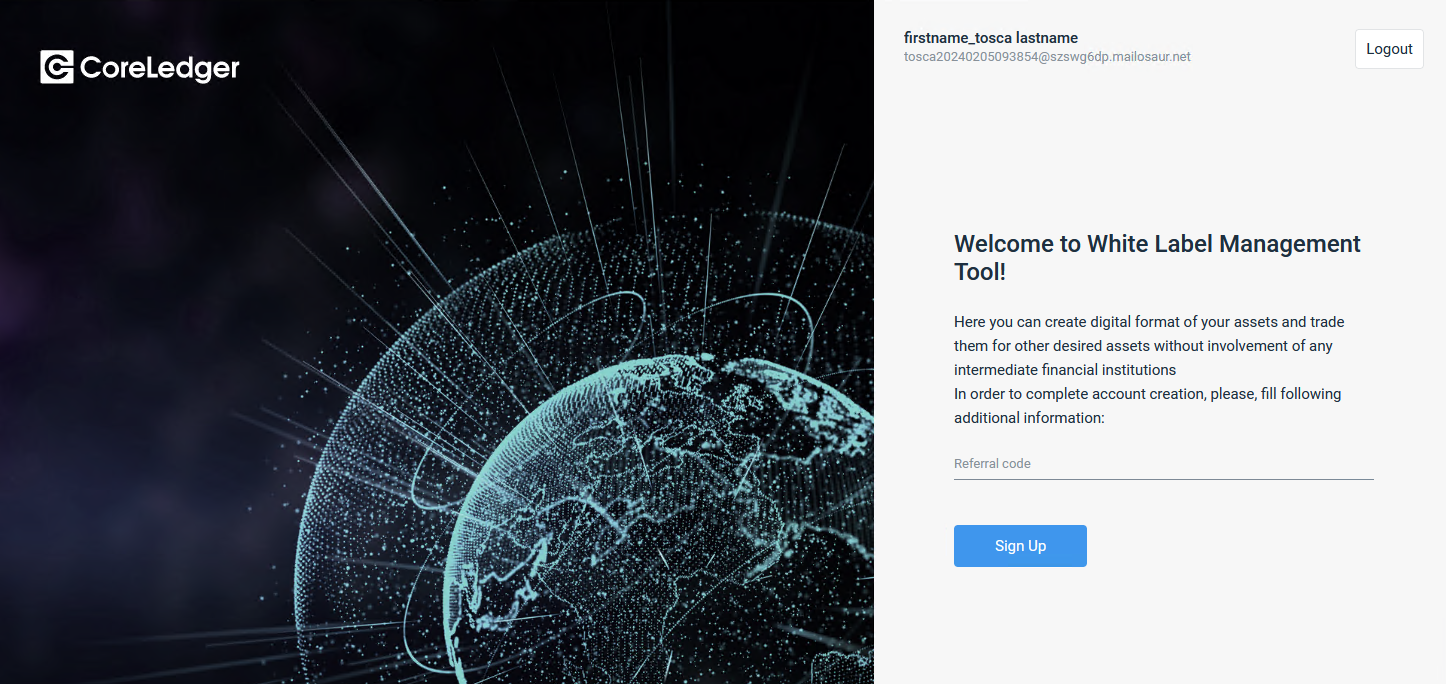 CoreLedger
firstname_tosca lastname
tosca20240205093854@szswg6dp.mailosaur.net
Logout
Welcome to White Label Management
Tool!
Here you can create digital format of your assets and trade
them for other desired assets without involvement of any
intermediate financial institutions
In order to complete account creation, please, fill following
additional information:
Referral code
Sign Up